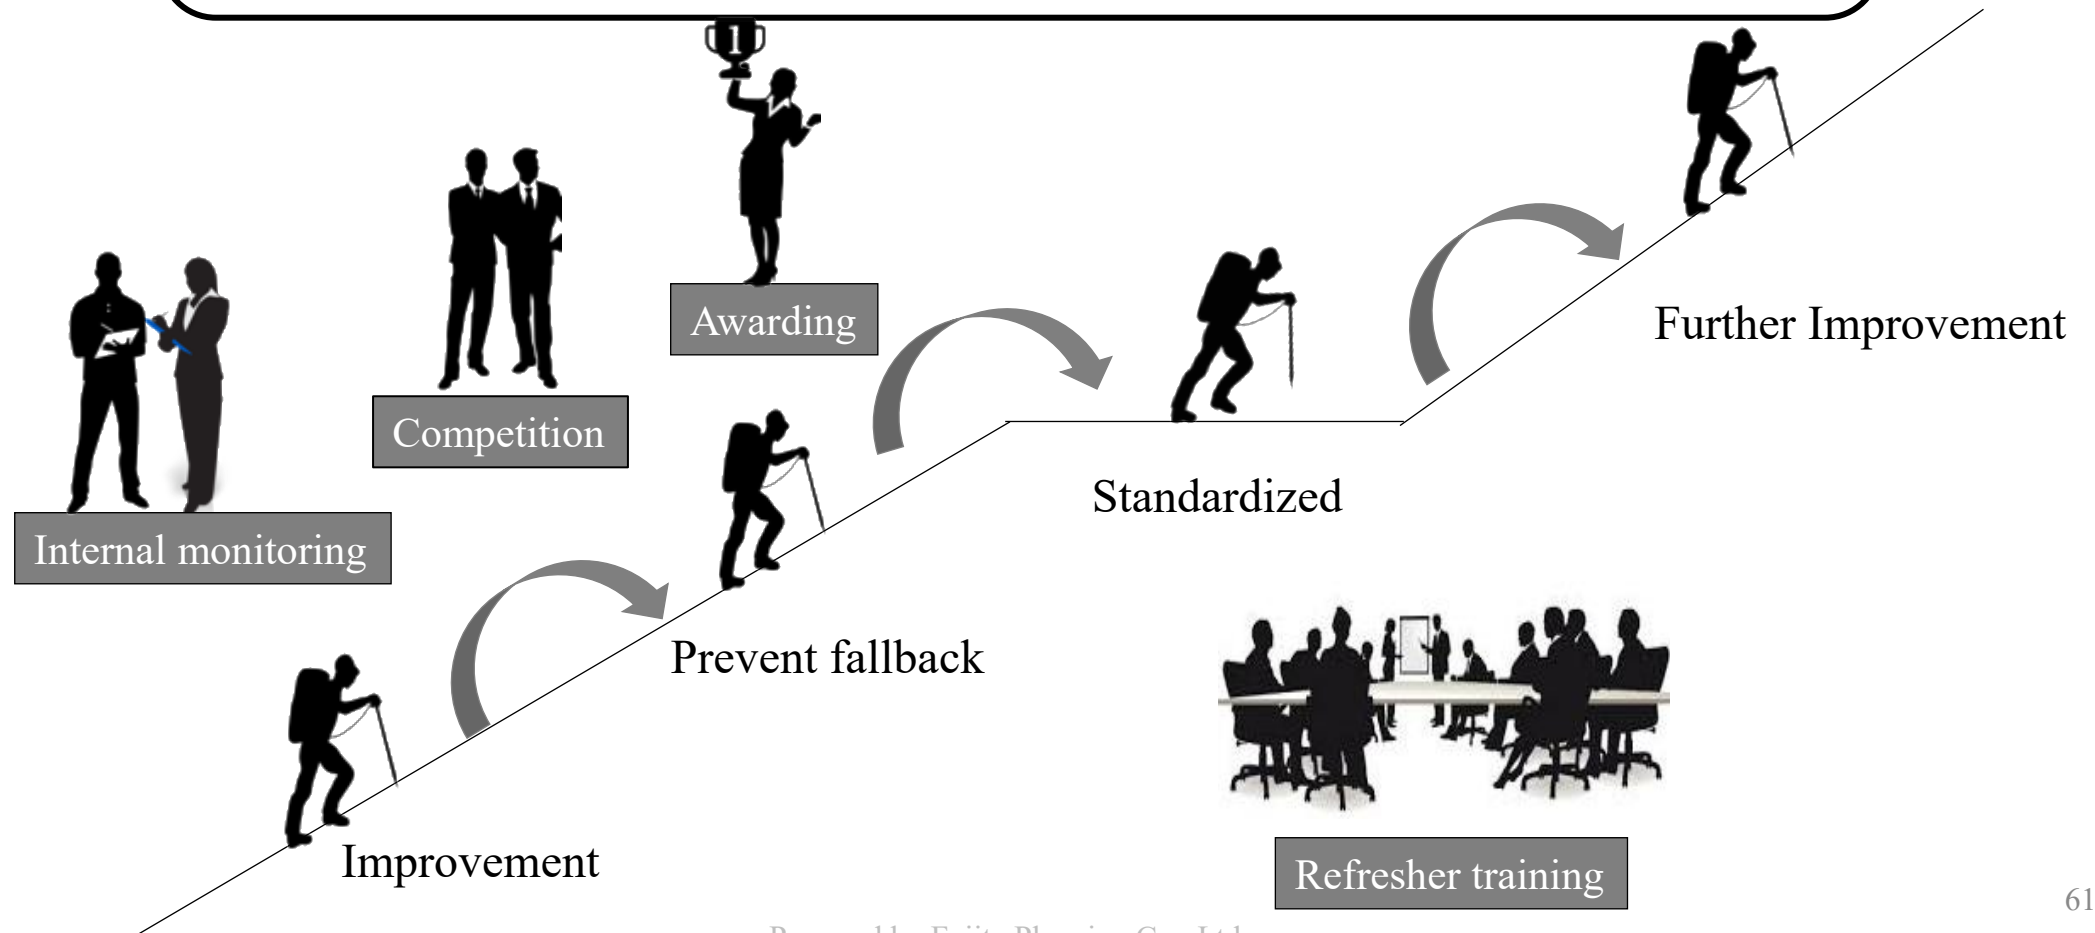 1
Awarding
Further Improvement
Competition
Standardized
Internal monitoring
Prevent fallback
Improvement
Refresher training
61